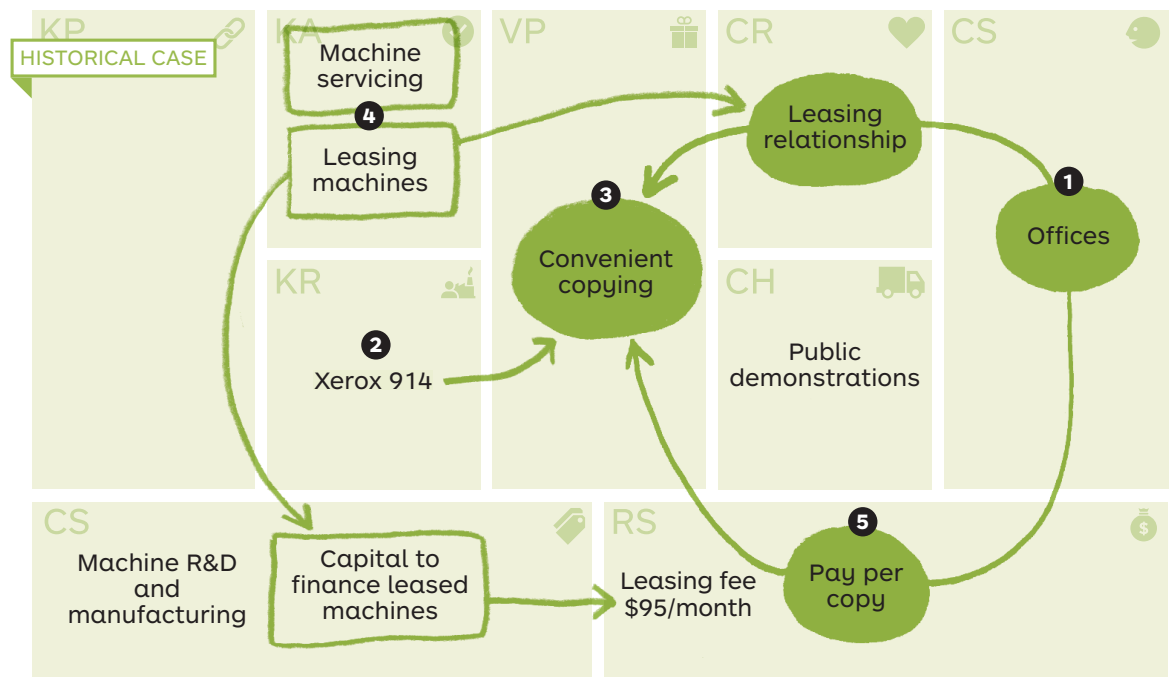 KP
HISTORICAL CASE
KA
Machine
servicing
4
Leasing
machines
VP
3
Convenient
copying
CR
Leasing
relationship
CS
1
Offices
KR
2
Xerox 914
CH
Public
demonstrations
CS
Machine R&D
and
manufacturing
Capital to
finance leased
machines
RS
Leasing fee
$95/month
5
Pay per
copy
$